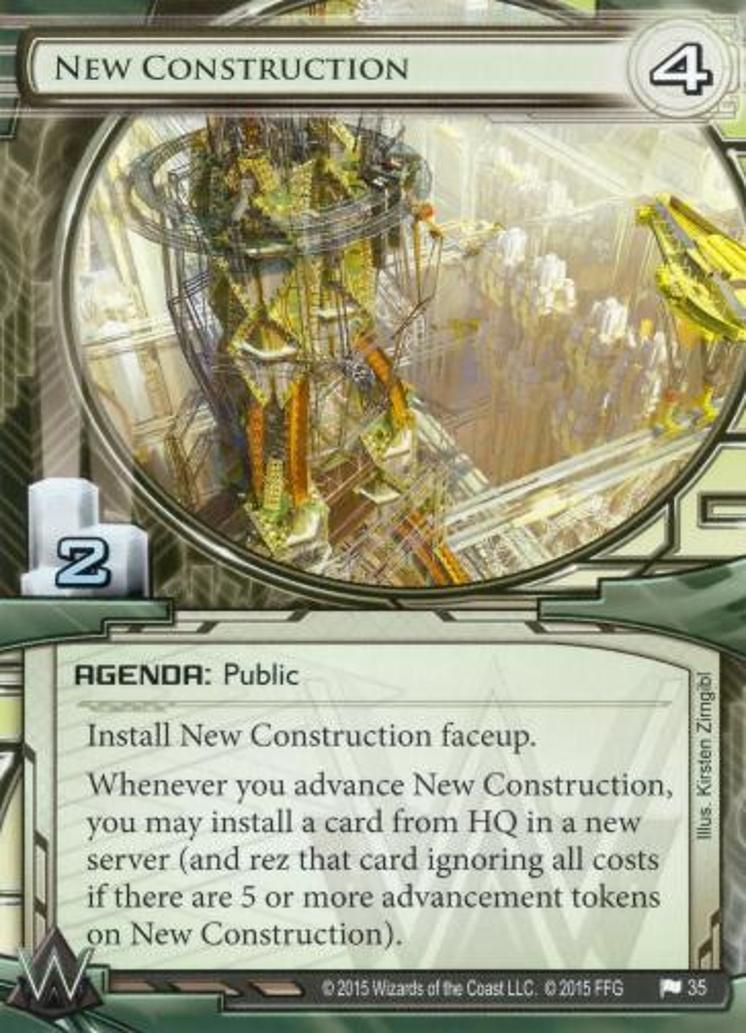 New Construction
4
2
AGENDA: Public
Install New Construction faceup.
Whenever you advance New Construction,
you may install a card from HQ in a new
server (and rez that card ignoring all costs
if there are 5 or more advancement tokens
on New Construction).
Illus. Kirsten Zirngibl
© 2015 Wizards of the Coast LLC. © 2015 FFG
35